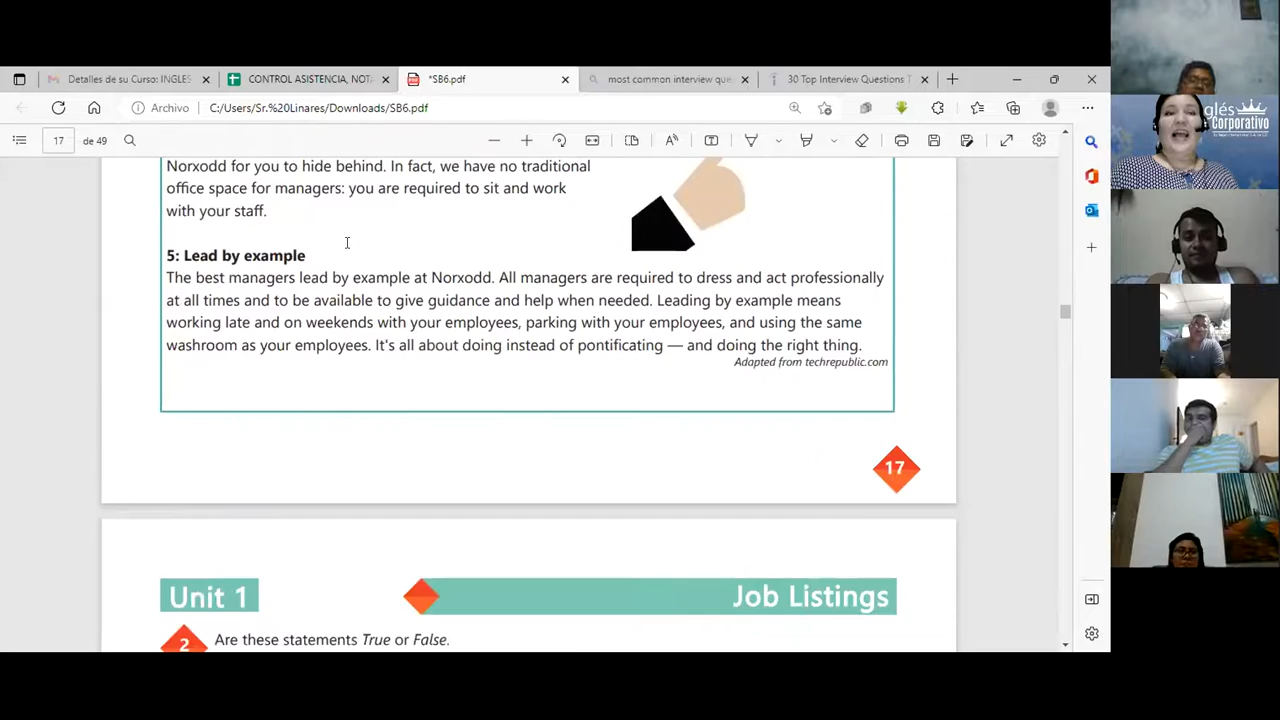 Detalles de su Curso: INGLES
CONTROL ASISTENCIA, NOT
*SB6.pdf
most common interview que
30 Top Interview Questions T
Archivo
C:/Users/Sr.%20Linares/Downloads/SB6.pdf
17 de 49
glés
corporativo
Norxodd for you to hide behind. In fact, we have no traditional
office space for managers: you are required to sit and work
with your staff.
5: Lead by example
The best managers lead by example at Norxodd. All managers are required to dress and act professionally
at all times and to be available to give guidance and help when needed. Leading by example means
working late and on weekends with your employees, parking with your employees, and using the same
washroom as your employees. It's all about doing instead of pontificating — and doing the right thing.
Adapted from techrepublic.com
17
Unit 1
Job Listings
2 Are these statements True or False.